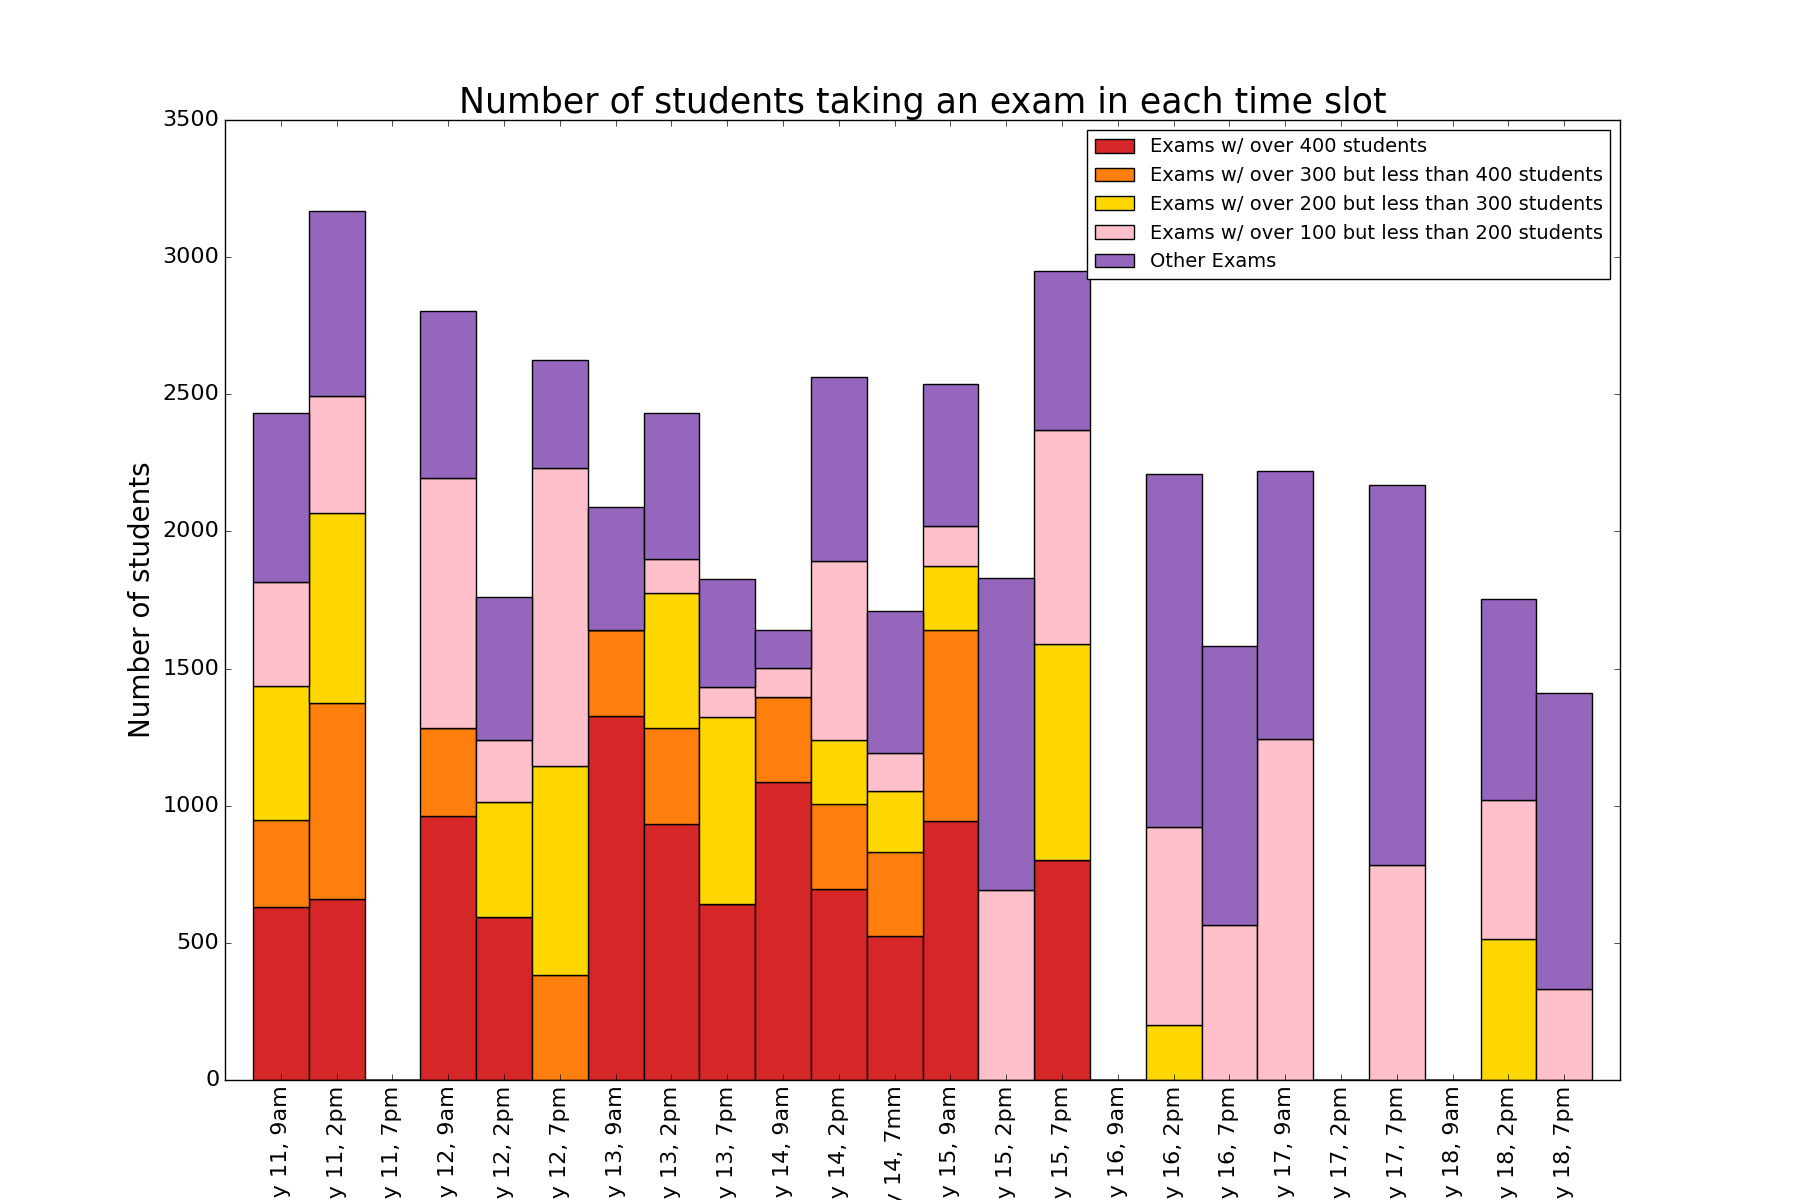 Number of students taking an exam in each time slot
Exams w/ over 400 students
Exams w/ over 300 but less than 400 students
Exams w/ over 200 but less than 300 students
Exams w/ over 100 but less than 200 students
Other Exams
Number of students
3500
3000
2500
2000
1500
1000
500
0
y 11, 9am
y 11, 2pm
y 11, 7pm
y 12, 9am
y 12, 2pm
y 12, 7pm
y 13, 9am
y 13, 2pm
y 13, 7pm
y 14, 9am
y 14, 2pm
y 14, 7mm
y 15, 9am
y 15, 2pm
y 15, 7pm
y 16, 9am
y 16, 2pm
y 16, 7pm
y 17, 9am
y 17, 2pm
y 17, 7pm
y 18, 9am
y 18, 2pm
y 18, 7pm